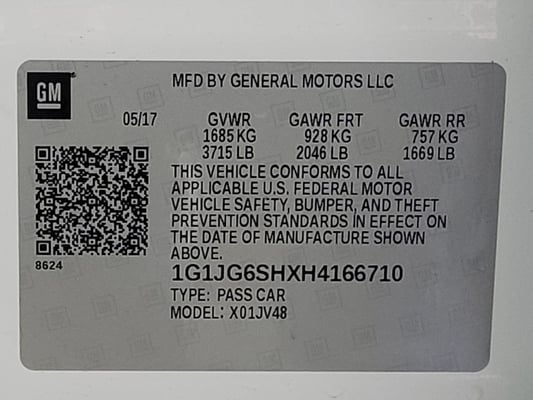 GM
MFD BY GENERAL MOTORS LLC
05/17 GVWR GAWR FRT GAWR RR
1685 KG 928 KG 757 KG
3715 LB 2046 LB 1669 LB
THIS VEHICLE CONFORMS TO ALL
APPLICABLE U.S. FEDERAL MOTOR
VEHICLE SAFETY, BUMPER, AND THEFT
PREVENTION STANDARDS IN EFFECT ON
THE DATE OF MANUFACTURE SHOWN
ABOVE.
8624
1G1JG6SHXH4166710
TYPE: PASS CAR
MODEL: X01JV48